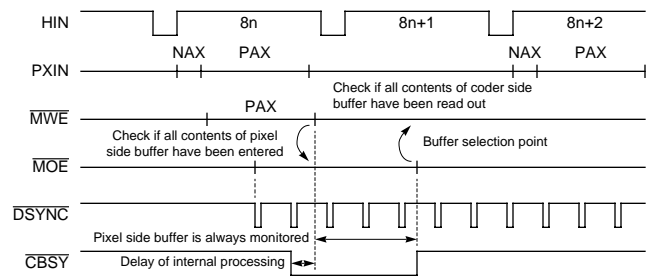 HIN 8n 8n+1 8n+2
NAX PAX NAX PAX
PXIN
Check if all contents of coder side
buffer have been read out
PAX
MWE
Check if all contents of pixel
side buffer have been entered
Buffer selection point
MOE
DSYNC
Pixel side buffer is always monitored
CBSY Delay of internal processing